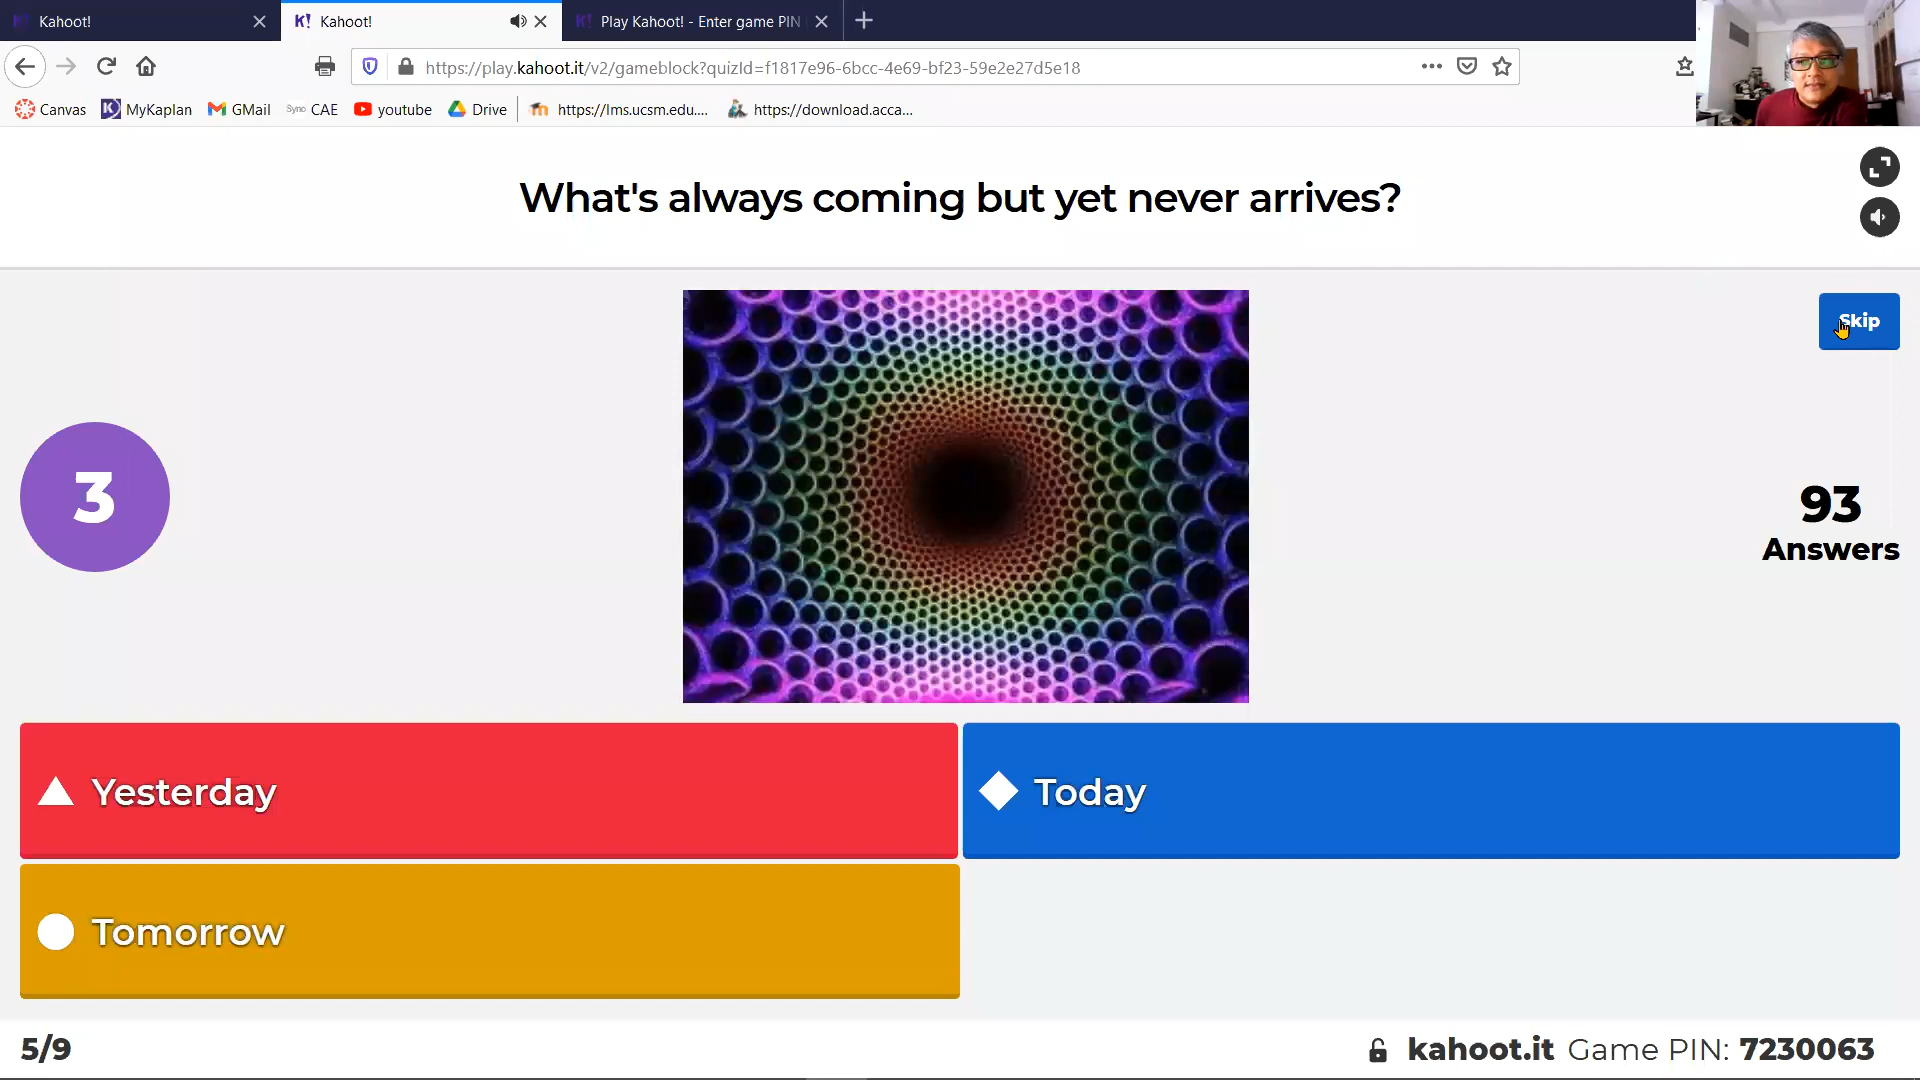 Kahoot!
K! Kahoot!
Play Kahoot! - Enter game PIN
https://play.kahoot.it/v2/gameblock?quizId=f1817e96-6bcc-4e69-bf23-59e2e27d5e18
Canvas MyKaplan GMail Syno CAE youtube Drive https://lms.ucsm.edu.... https://download.acca...
What's always coming but yet never arrives?
Skip
3
93
Answers
Yesterday
Today
Tomorrow
5/9
kahoot.it Game PIN: 7230063